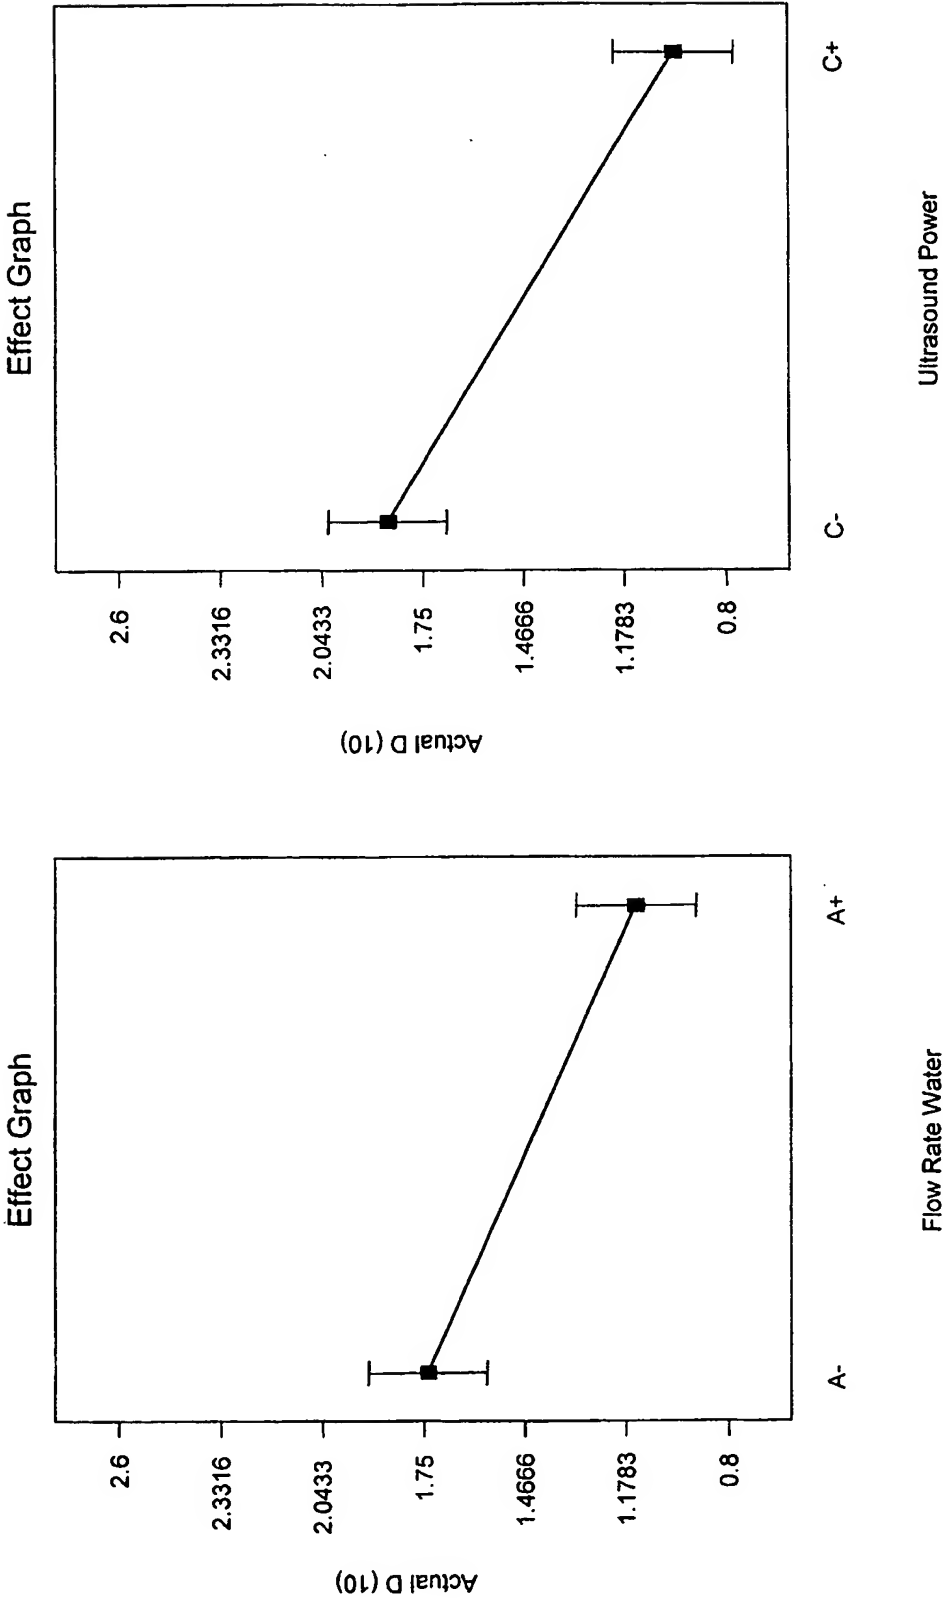 Effect Graph
2.6
2.3316
2.0433
1.75
1.4666
1.1783
0.8
Actual D (10)
A-
A+
Flow Rate Water
Effect Graph
2.6
2.3316
2.0433
1.75
1.4666
1.1783
0.8
Actual D (10)
C-
C+
Ultrasound Power